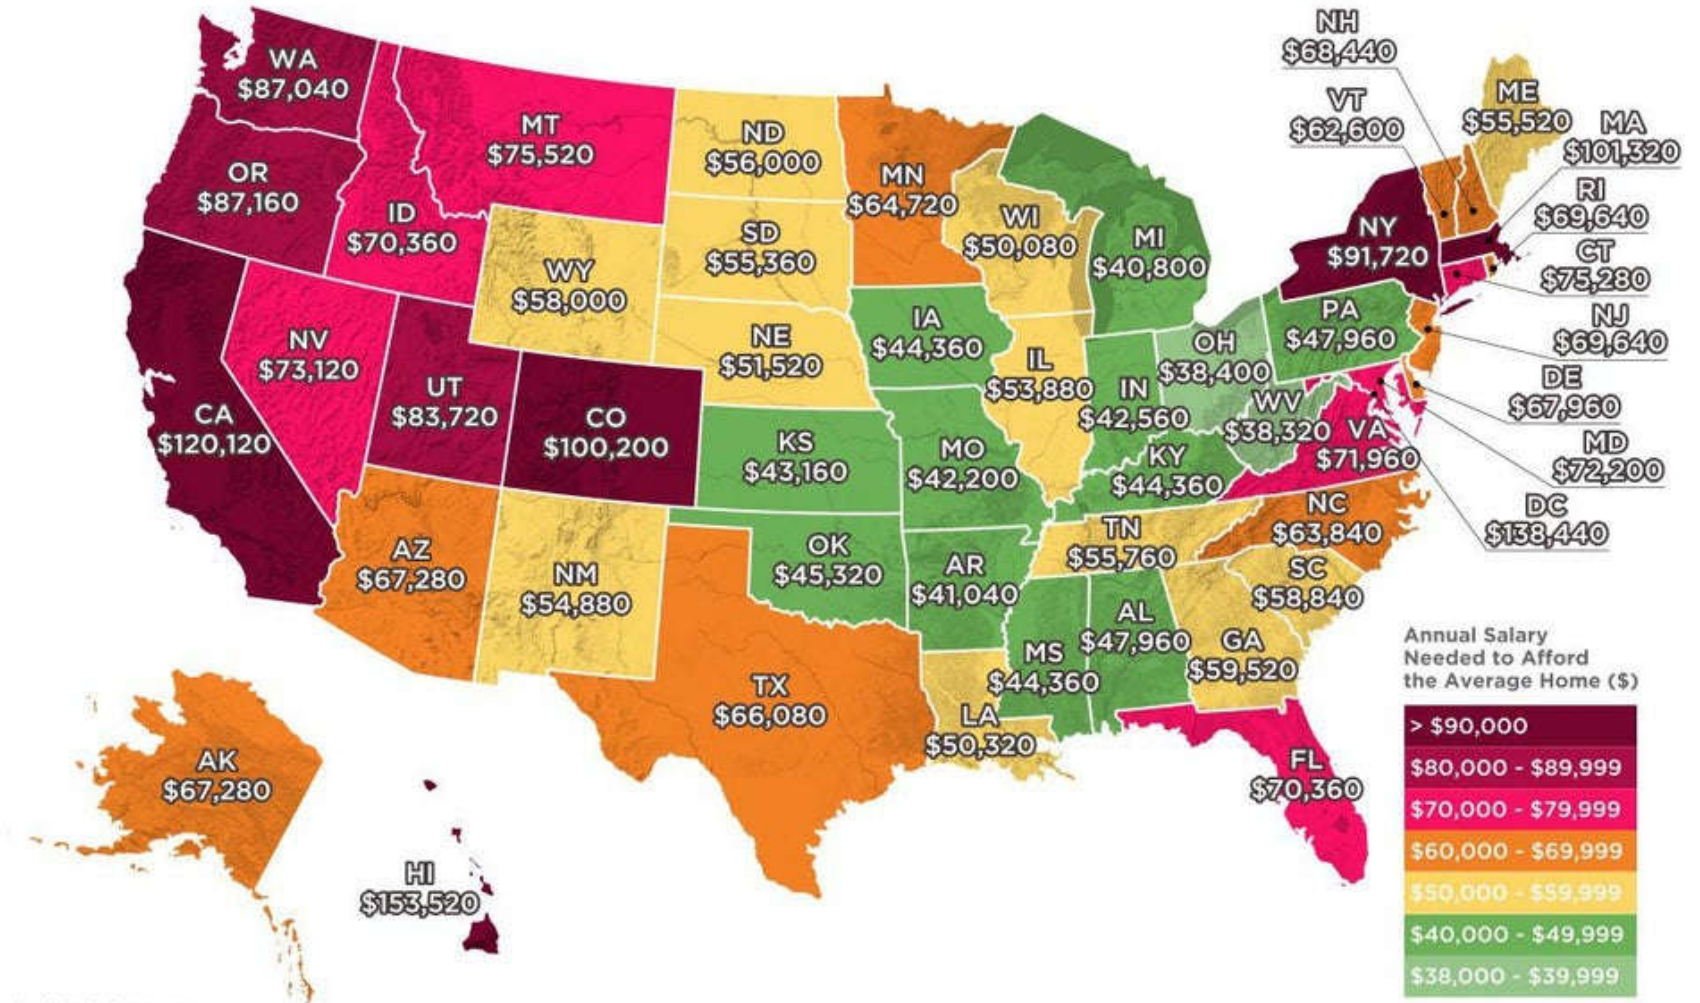 NH
$68,440
VT
$62,600
ME
$55,520
MA
$101,320
RI
$69,640
CT
$75,280
NJ
$69,640
DE
$67,960
MD
$72,200
DC
$138,440
WA
$87,040
OR
$87,160
CA
$120,120
MT
$75,520
ID
$70,360
NV
$73,120
UT
$83,720
AZ
$67,280
WY
$58,000
CO
$100,200
NM
$54,880
ND
$56,000
SD
$55,360
NE
$51,520
KS
$43,160
OK
$45,320
TX
$66,080
MN
$64,720
IA
$44,360
MO
$42,200
AR
$41,040
LA
$50,320
WI
$50,080
IL
$53,880
MI
$40,800
IN
$42,560
OH
$38,400
KY
$44,360
TN
$55,760
MS
$44,360
AL
$47,960
GA
$59,520
FL
$70,360
SC
$58,840
NC
$63,840
VA
$71,960
WV
$38,320
PA
$47,960
NY
$91,720
AK
$67,280
HI
$153,520
Annual Salary
Needed to Afford
the Average Home ($)
> $90,000
$80,000 - $89,999
$70,000 - $79,999
$60,000 - $69,999
$50,000 - $59,999
$40,000 - $49,999
$38,000 - $39,999